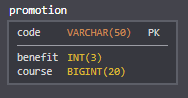 promotion
code VARCHAR(50) PK
benefit INT(3)
course BIGINT(20)